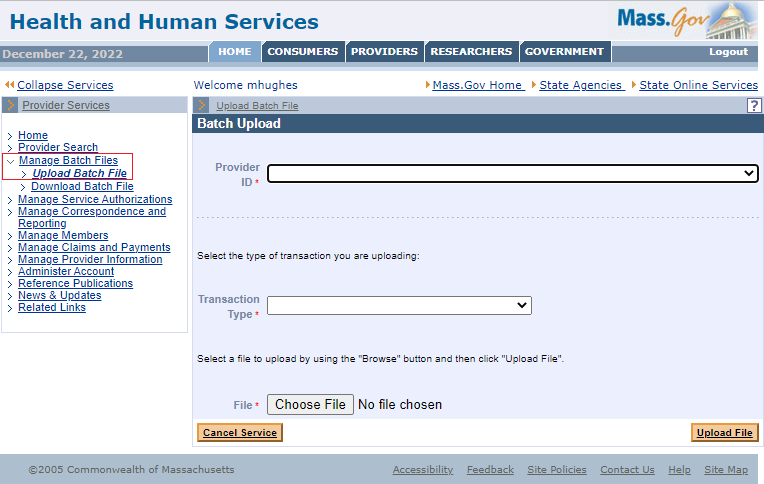 Health and Human Services
Mass.Gov
December 22, 2022
HOME CONSUMERS PROVIDERS RESEARCHERS GOVERNMENT Logout
Collapse Services Welcome mhughes Mass.Gov Home State Agencies State Online Services
Provider Services
Home
Provider Search
Manage Batch Files
Upload Batch File
Download Batch File
Manage Service Authorizations
Manage Correspondence and
Reporting
Manage Members
Manage Claims and Payments
Manage Provider Information
Administer Account
Reference Publications
News & Updates
Related Links
Upload Batch File ?
Batch Upload
Provider
ID *
Select the type of transaction you are uploading:
Transaction
Type *
Select a file to upload by using the "Browse" button and then click "Upload File".
File * Choose File No file chosen
Cancel Service Upload File
©2005 Commonwealth of Massachusetts Accessibility Feedback Site Policies Contact Us Help Site Map